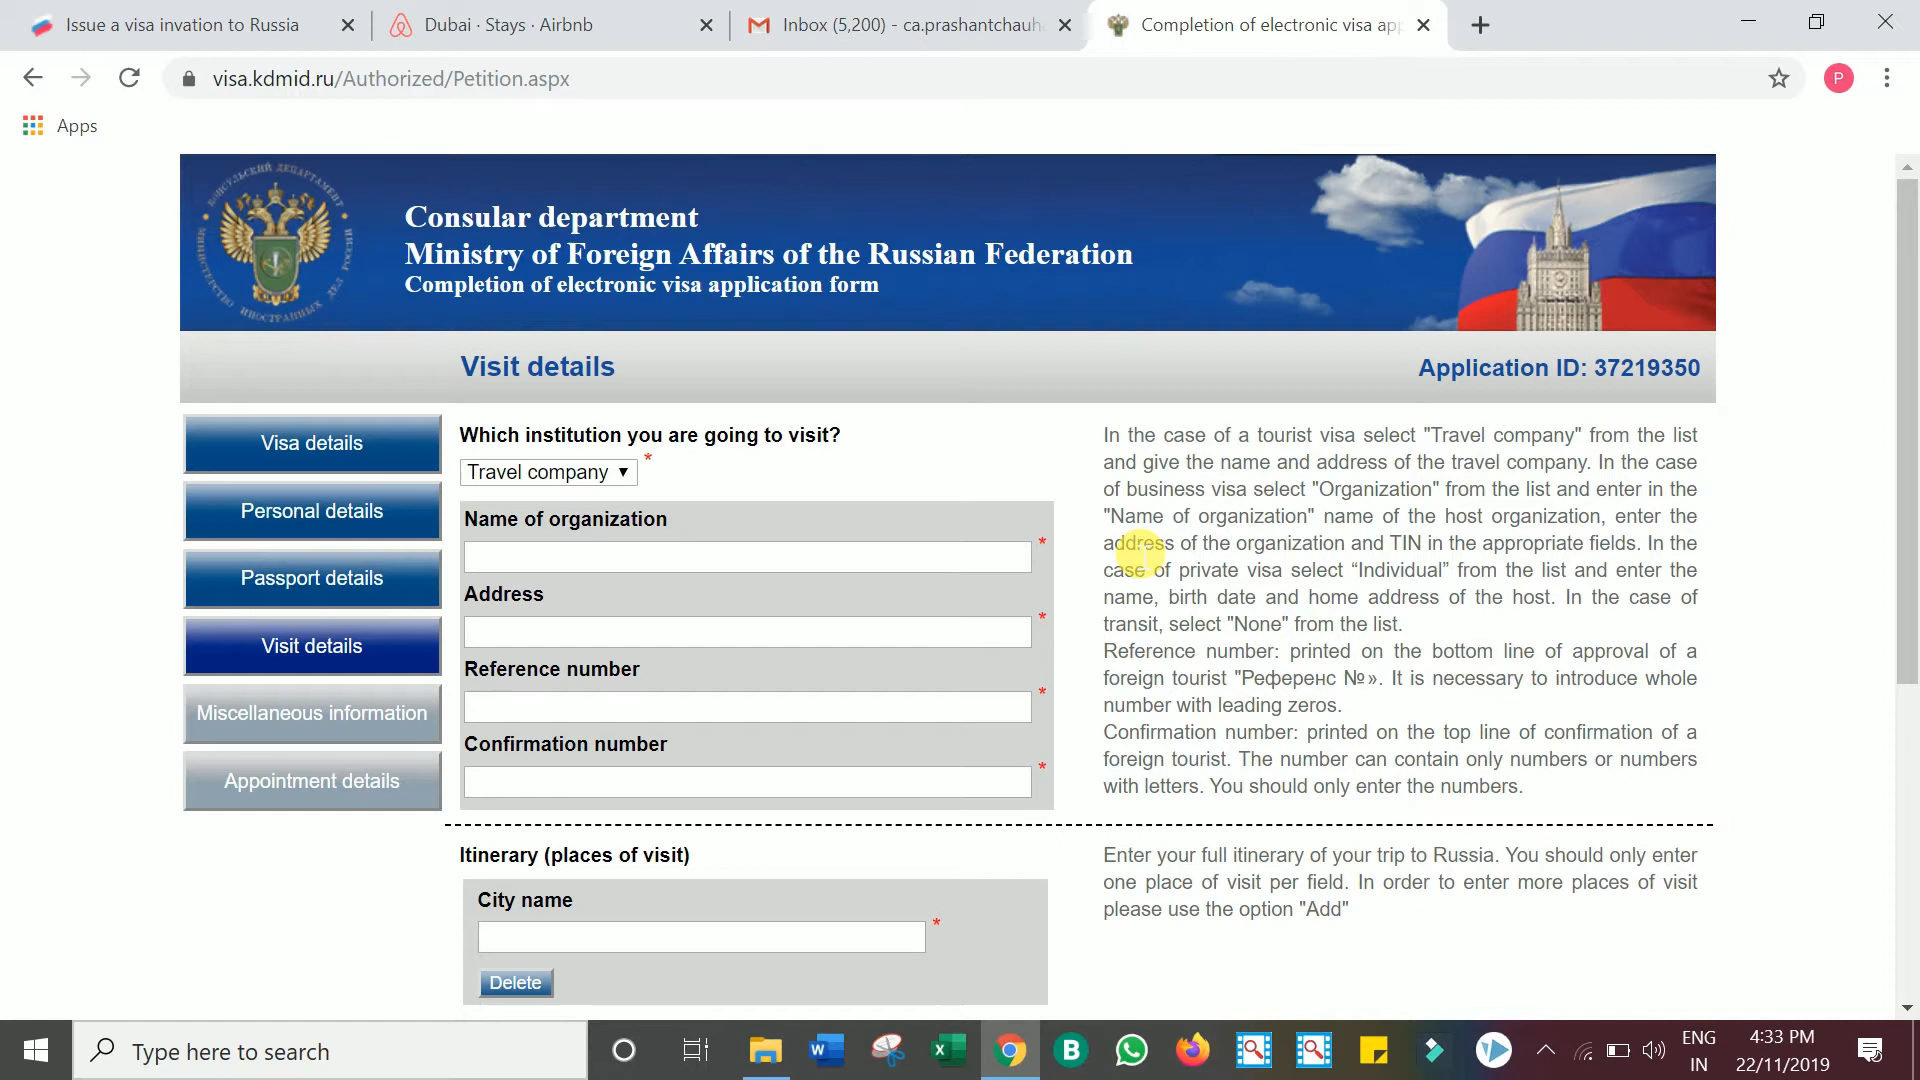 Issue a visa invation to Russia
Dubai · Stays · Airbnb
Inbox (5,200) - ca.prashantchauh
Completion of electronic visa app
visa.kdmid.ru/Authorized/Petition.aspx
P
Apps
КОНСУЛЬСКИЙ ДЕПАРТАМЕНТ
МИНИСТЕРСТВО ИНОСТРАННЫХ ДЕЛ РОССИИ
Consular department
Ministry of Foreign Affairs of the Russian Federation
Completion of electronic visa application form
Visit details
Application ID: 37219350
Visa details
Personal details
Passport details
Visit details
Miscellaneous information
Appointment details
Which institution you are going to visit?
Travel company
*
Name of organization
*
Address
*
Reference number
*
Confirmation number
*
In the case of a tourist visa select "Travel company" from the list
and give the name and address of the travel company. In the case
of business visa select "Organization" from the list and enter in the
"Name of organization" name of the host organization, enter the
address of the organization and TIN in the appropriate fields. In the
case of private visa select “Individual” from the list and enter the
name, birth date and home address of the host. In the case of
transit, select "None" from the list.
Reference number: printed on the bottom line of approval of a
foreign tourist "Референс №». It is necessary to introduce whole
number with leading zeros.
Confirmation number: printed on the top line of confirmation of a
foreign tourist. The number can contain only numbers or numbers
with letters. You should only enter the numbers.
Itinerary (places of visit)
City name
*
Delete
Enter your full itinerary of your trip to Russia. You should only enter
one place of visit per field. In order to enter more places of visit
please use the option "Add"
Type here to search
W
X
B
ENG
IN
4:33 PM
22/11/2019